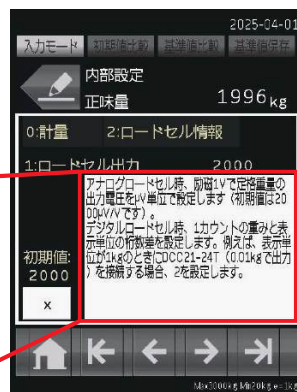 2025-04-01
入力モード 初期値比較 基準値比較 基準値保存
内部設定
正味量 1996kg
0:計量 2:ロードセル情報
1:ロードセル出力 2000
アナログロードセル時、励磁1Vで定格重量の
出力電圧をμV単位で設定します（初期値は20
00μV/Vです）。
デジタルロードセル時、1カウントの重みと表
示単位の桁数差を設定します。例えば、表示単
位が1kgのときにDCC21-24T（0.01kgで出力
）を接続する場合、2を設定します。
初期値:
2000
x
Max3000kg Min20kg e=1kg